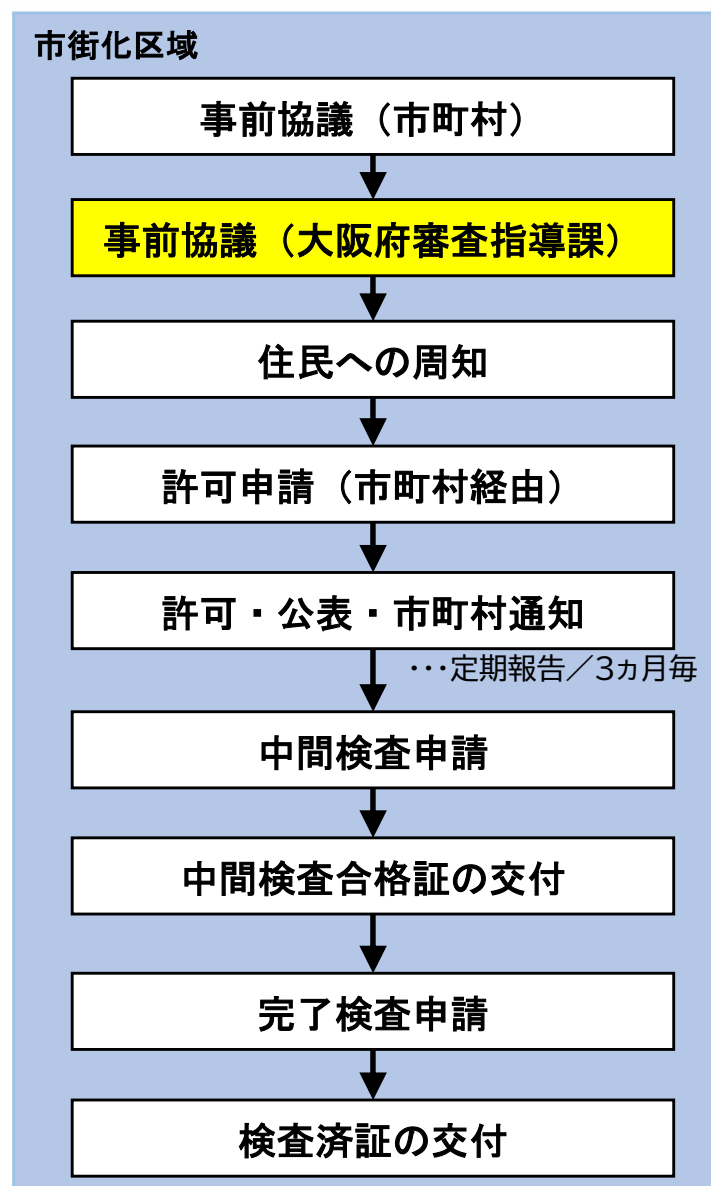 市街化区域
事前協議（市町村）
事前協議（大阪府審査指導課）
住民への周知
許可申請（市町村経由）
許可・公表・市町村通知
･･･定期報告／3ヵ月毎
中間検査申請
中間検査合格証の交付
完了検査申請
検査済証の交付